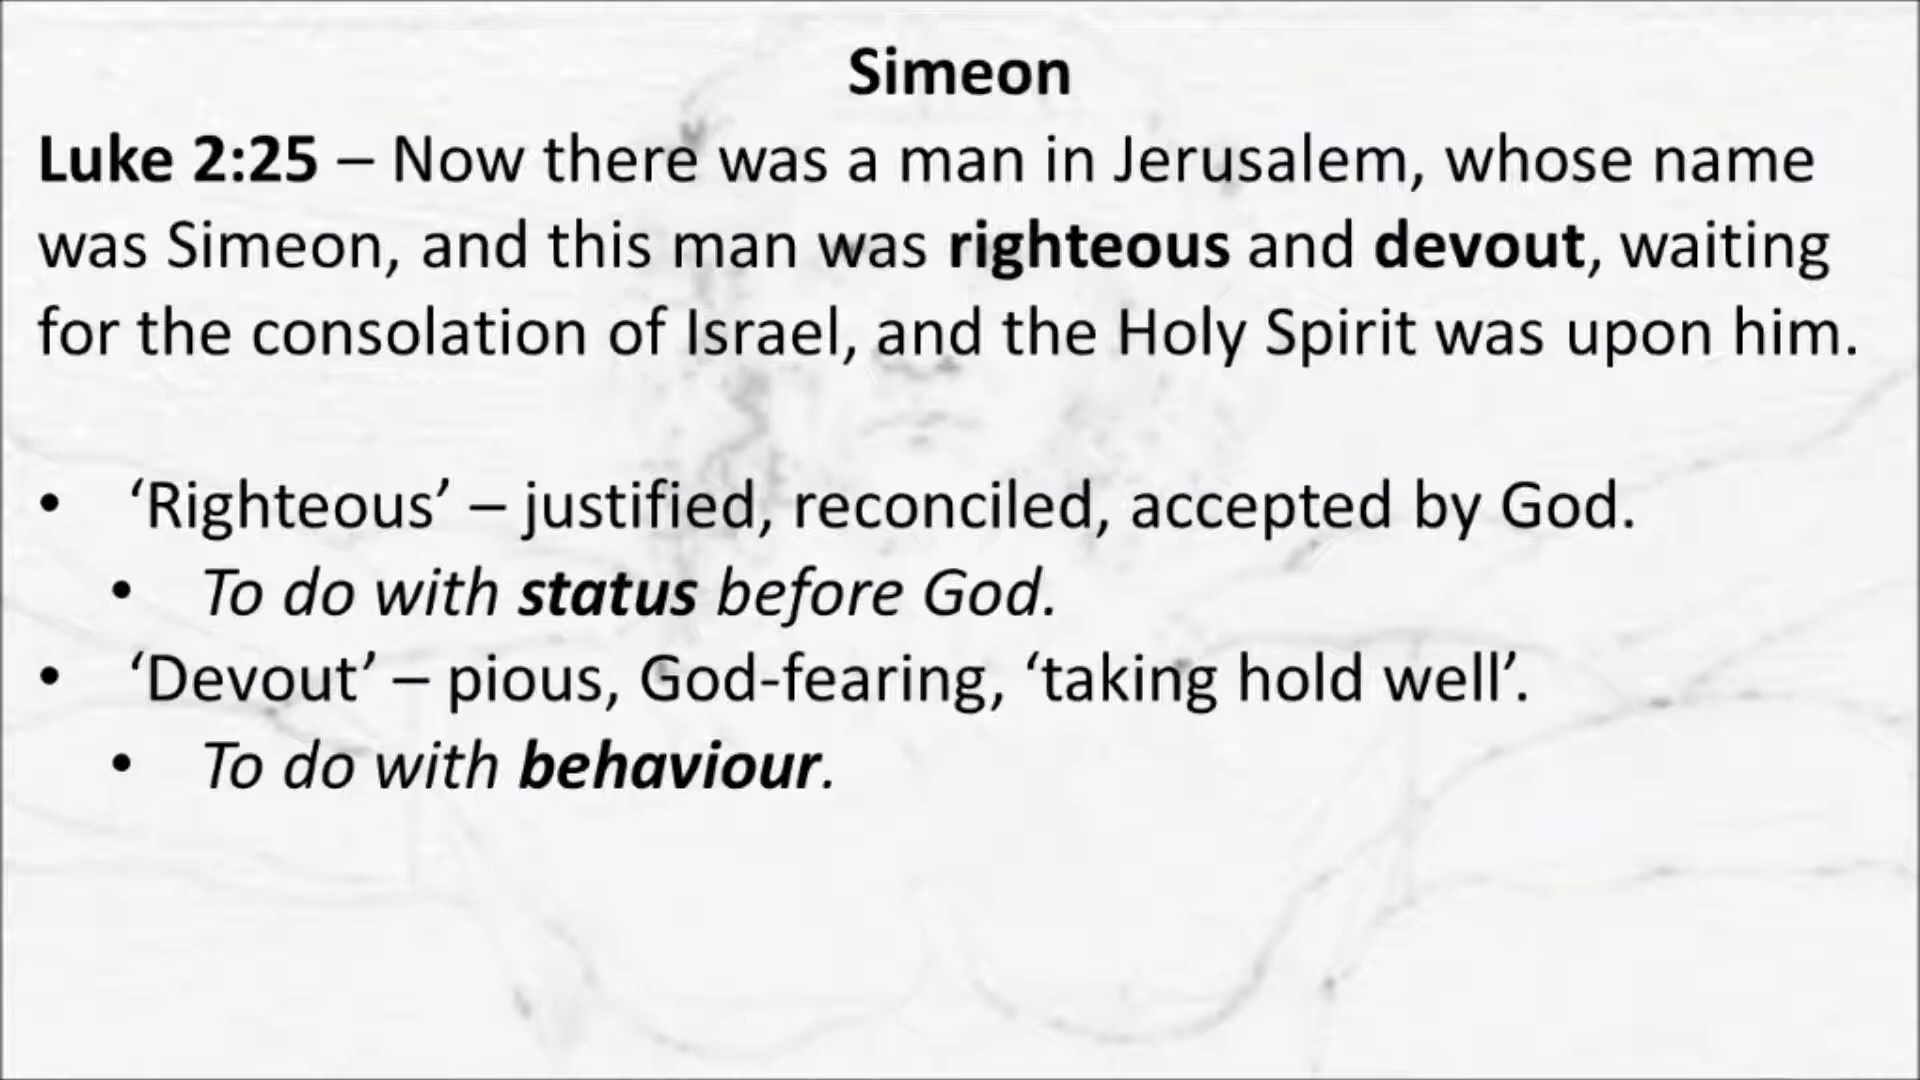 Simeon
Luke 2:25 – Now there was a man in Jerusalem, whose name
was Simeon, and this man was righteous and devout, waiting
for the consolation of Israel, and the Holy Spirit was upon him.
• ‘Righteous’ – justified, reconciled, accepted by God.
• To do with status before God.
• ‘Devout’ – pious, God-fearing, ‘taking hold well’.
• To do with behaviour.